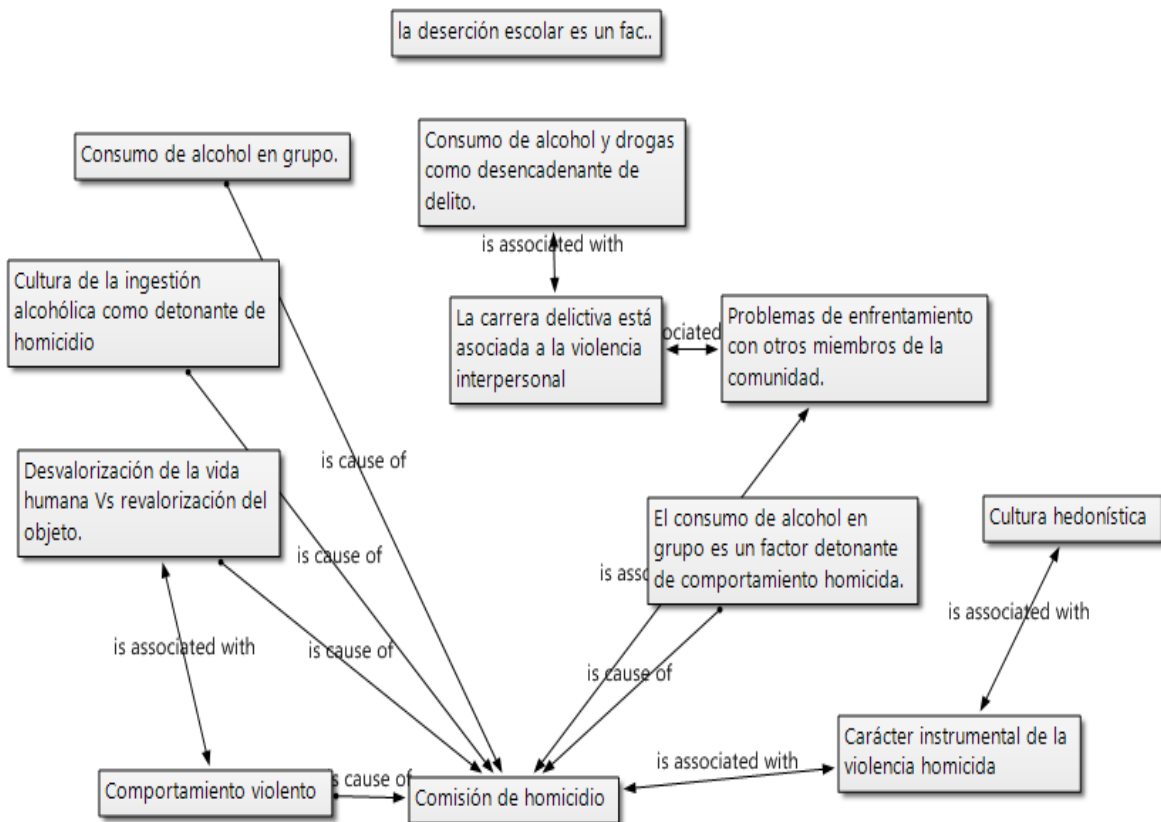 la deserción escolar es un fac..
Consumo de alcohol en grupo.
Consumo de alcohol y drogas
como desencadenante de
delito.
is associated with
Cultura de la ingestión
alcohólica como detonante de
homicidio
La carrera delictiva está
asociada a la violencia
interpersonal
ociated
Problemas de enfrentamiento
con otros miembros de la
comunidad.
is cause of
Desvalorización de la vida
humana Vs revalorización del
objeto.
El consumo de alcohol en
grupo es un factor detonante
de comportamiento homicida.
Cultura hedonística
is cause of
is asso
is associated with
is associated with
is cause of
is cause of
Carácter instrumental de la
violencia homicida
is associated with
Comportamiento violento
is cause of
Comisión de homicidio